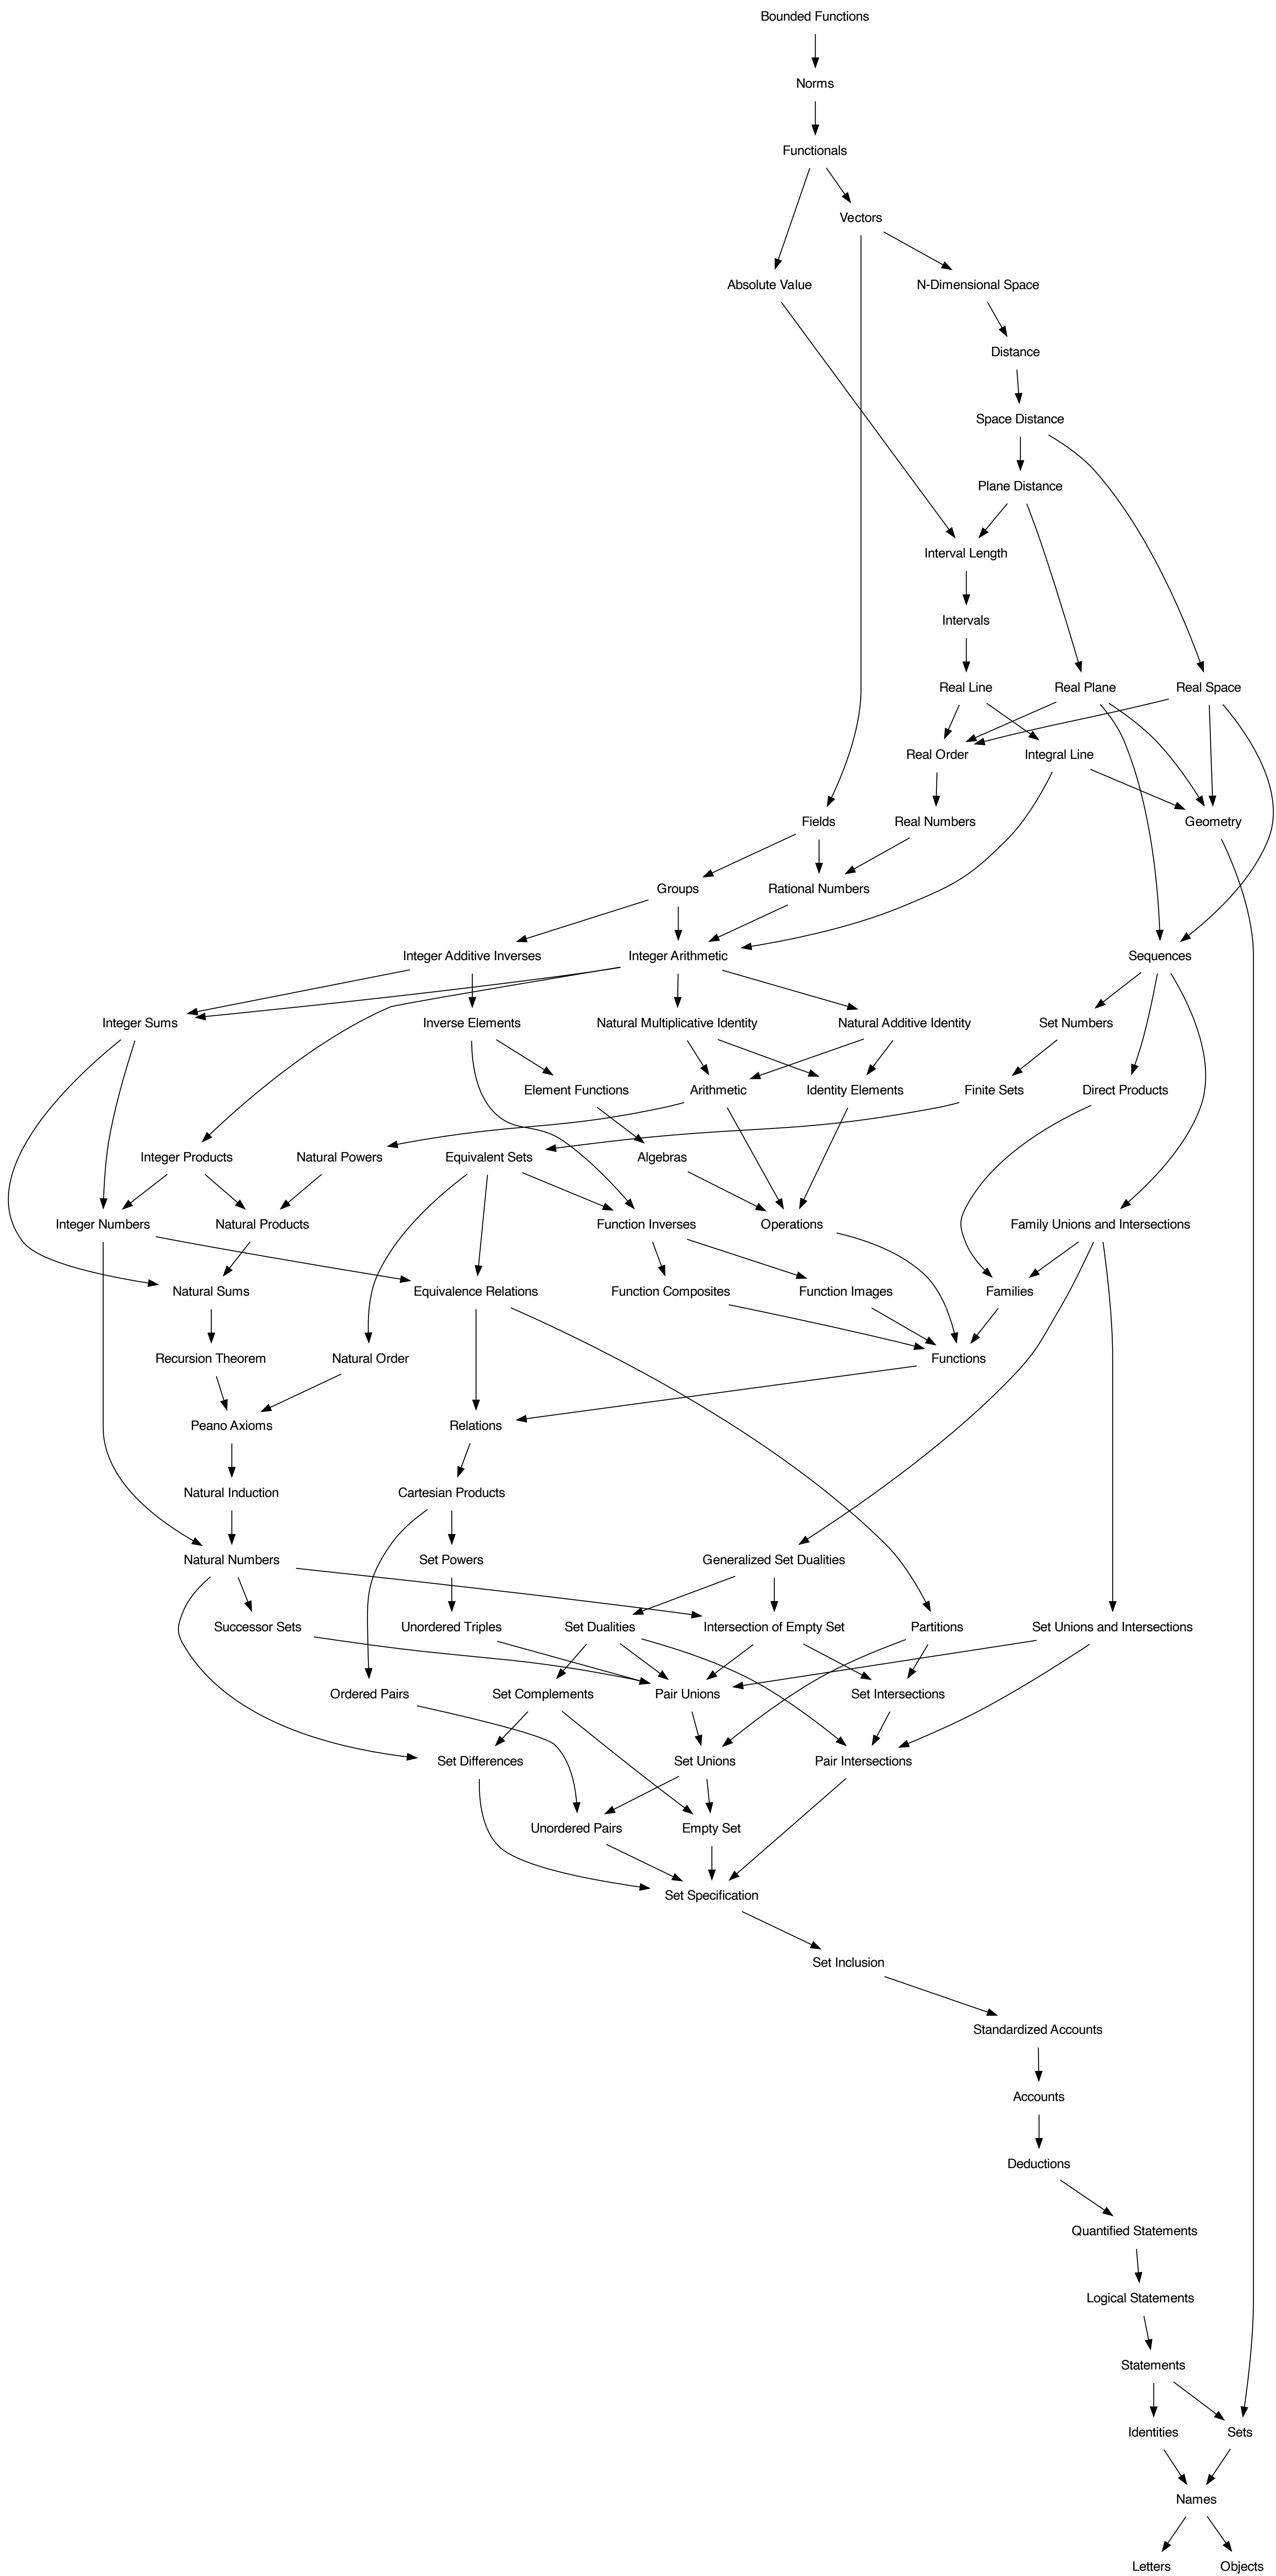 Bounded Functions
Norms
Functionals
Vectors
Absolute Value
N-Dimensional Space
Distance
Space Distance
Plane Distance
Interval Length
Intervals
Real Line
Real Plane
Real Space
Real Order
Integral Line
Fields
Real Numbers
Geometry
Groups
Rational Numbers
Integer Additive Inverses
Integer Arithmetic
Sequences
Integer Sums
Inverse Elements
Natural Multiplicative Identity
Natural Additive Identity
Set Numbers
Element Functions
Arithmetic
Identity Elements
Finite Sets
Direct Products
Integer Products
Natural Powers
Equivalent Sets
Algebras
Integer Numbers
Natural Products
Function Inverses
Operations
Family Unions and Intersections
Natural Sums
Equivalence Relations
Function Composites
Function Images
Families
Recursion Theorem
Natural Order
Functions
Peano Axioms
Relations
Natural Induction
Cartesian Products
Natural Numbers
Set Powers
Generalized Set Dualities
Successor Sets
Unordered Triples
Set Dualities
Intersection of Empty Set
Partitions
Set Unions and Intersections
Ordered Pairs
Set Complements
Pair Unions
Set Intersections
Set Differences
Set Unions
Pair Intersections
Unordered Pairs
Empty Set
Set Specification
Set Inclusion
Standardized Accounts
Accounts
Deductions
Quantified Statements
Logical Statements
Statements
Identities
Sets
Names
Letters
Objects